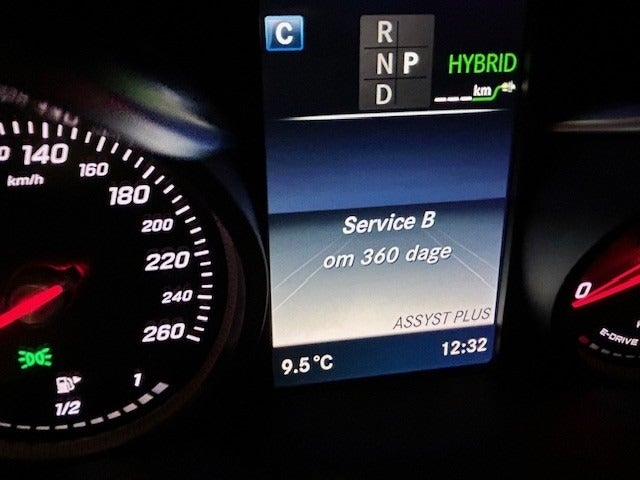 C
R
N P
D
HYBRID
___ km
140
km/h
160
180
200
220
240
260
Service B
om 360 dage
ASSYST PLUS
9.5°C
12:32
0
E-DRIVE
1
1/2